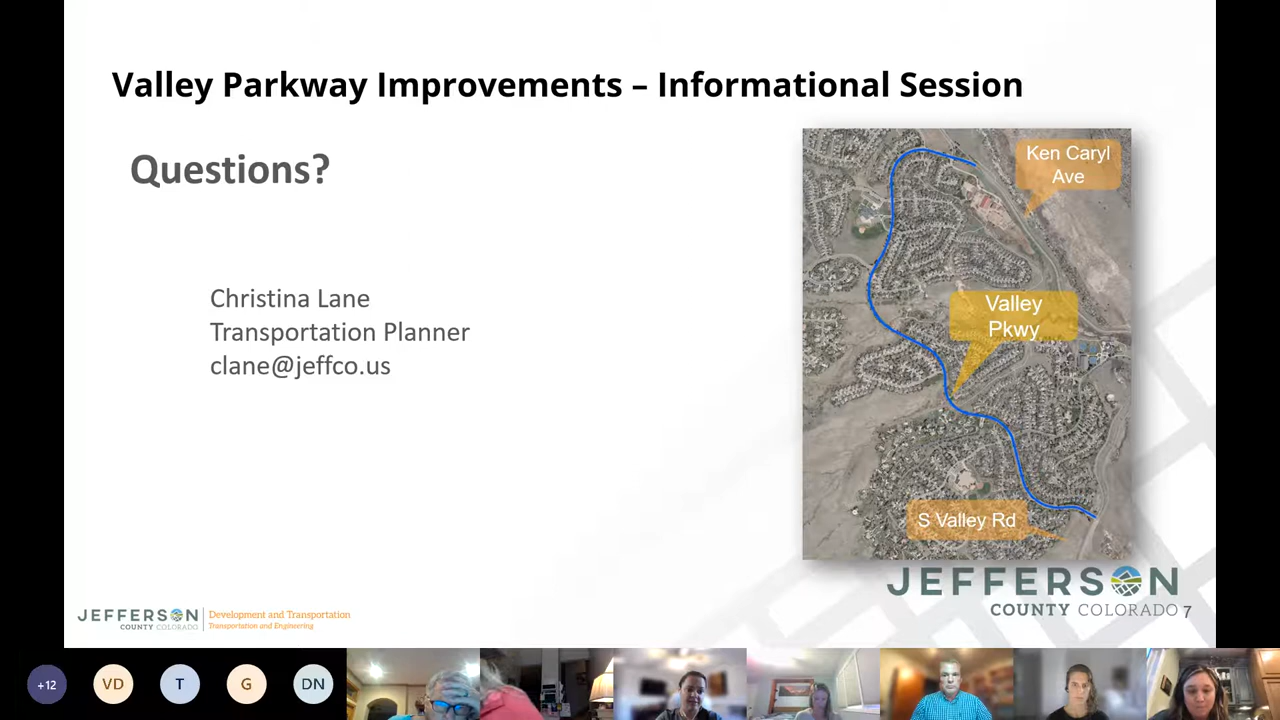 Valley Parkway Improvements – Informational Session
Questions?
Christina Lane
Transportation Planner
clane@jeffco.us
Ken Caryl
Ave
Valley
Pkwy
S Valley Rd
JEFFERSON
COUNTY COLORADO 7
JEFFERSON
COUNTY COLORADO
Development and Transportation
Transportation and Engineering
+12
VD
T
G
DN